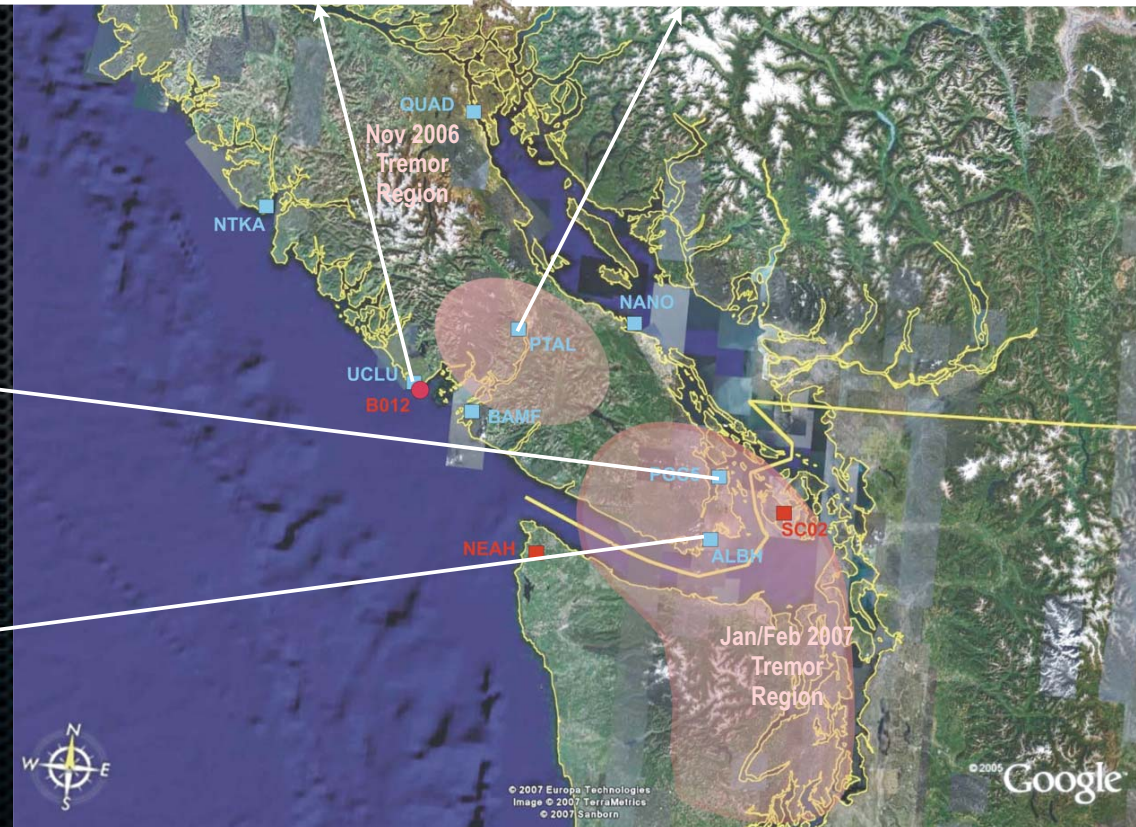 QUAD
Nov 2006
Tremor
Region
NTKA
NANO
PTAL
UCLU
B012
BAMF
PGC5
SC02
NEAH
ALBH
Jan/Feb 2007
Tremor
Region
N
W E
S
© 2007 Europa Technologies
Image © 2007 TerraMetrics
© 2007 Sanborn
© 2005 Google